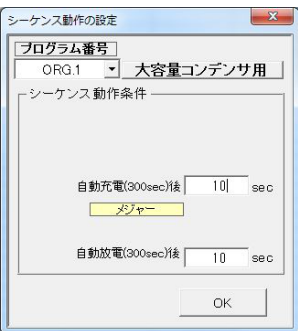 シーケンス動作の設定
プログラム番号
ORG.1 大容量コンデンサ用
シーケンス動作条件
自動充電(300sec)後 10 sec
メジャー
自動放電(300sec)後 10 sec
OK